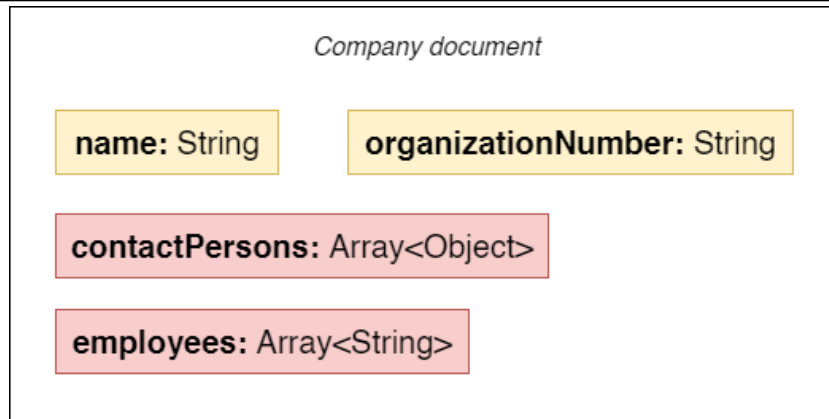 Company document
name: String
organizationNumber: String
contactPersons: Array<Object>
employees: Array<String>